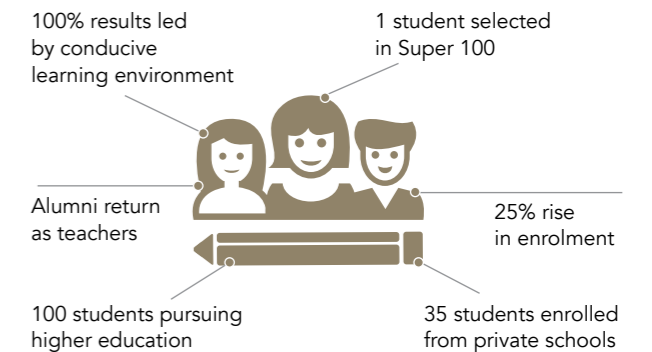 100% results led
by conducive
learning environment
1 student selected
in Super 100
Alumni return
as teachers
25% rise
in enrolment
100 students pursuing
higher education
35 students enrolled
from private schools